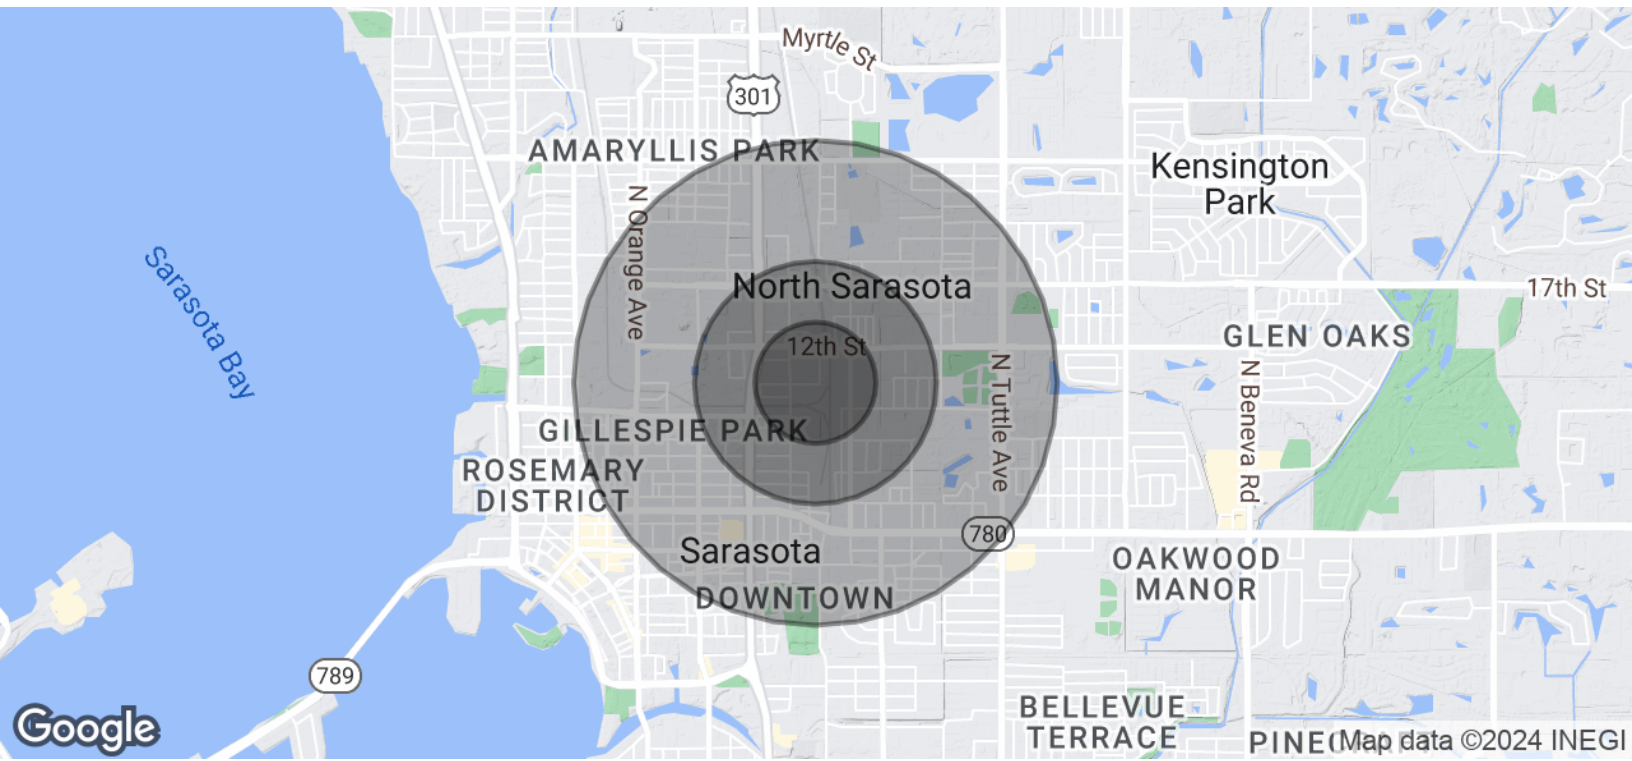 Myrtle St
301
AMARYLLIS PARK
Kensington
Park
N Orange Ave
Sarasota Bay
North Sarasota
17th St
12th St
GLEN OAKS
N Tuttle Ave
N Beneva Rd
GILLESPIE PARK
ROSEMARY
DISTRICT
780
Sarasota
OAKWOOD
MANOR
DOWNTOWN
789
BELLEVUE
TERRACE
Google
Map data ©2024 INEGI